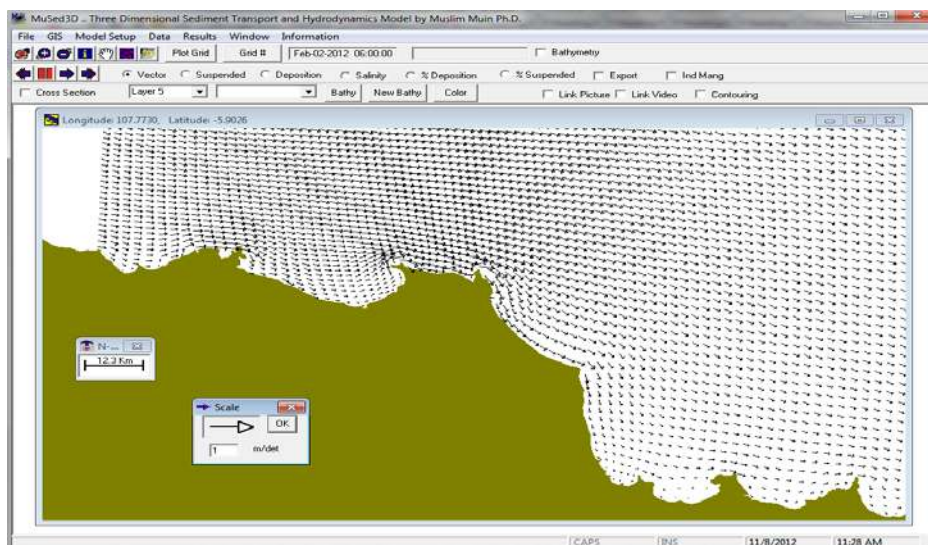 MuSed3D .. Three Dimensional Sediment Transport and Hydrodynamics Model by Muslim Muin Ph.D.
File GIS Model Setup Data Results Window Information
Plot Grid Grid # Feb-02-2012 06:00:00 Bathymetry
Vector Suspended Deposition Salinity % Deposition % Suspended Export Ind Mang
Cross Section Layer 5 Bathy New Bathy Color Link Picture Link Video Contouring
Longitude: 107.7730, Latitude: -5.9026
N-...
12.3 Km
Scale
OK
1 m/det
CAPS INS 11/8/2012 11:28 AM